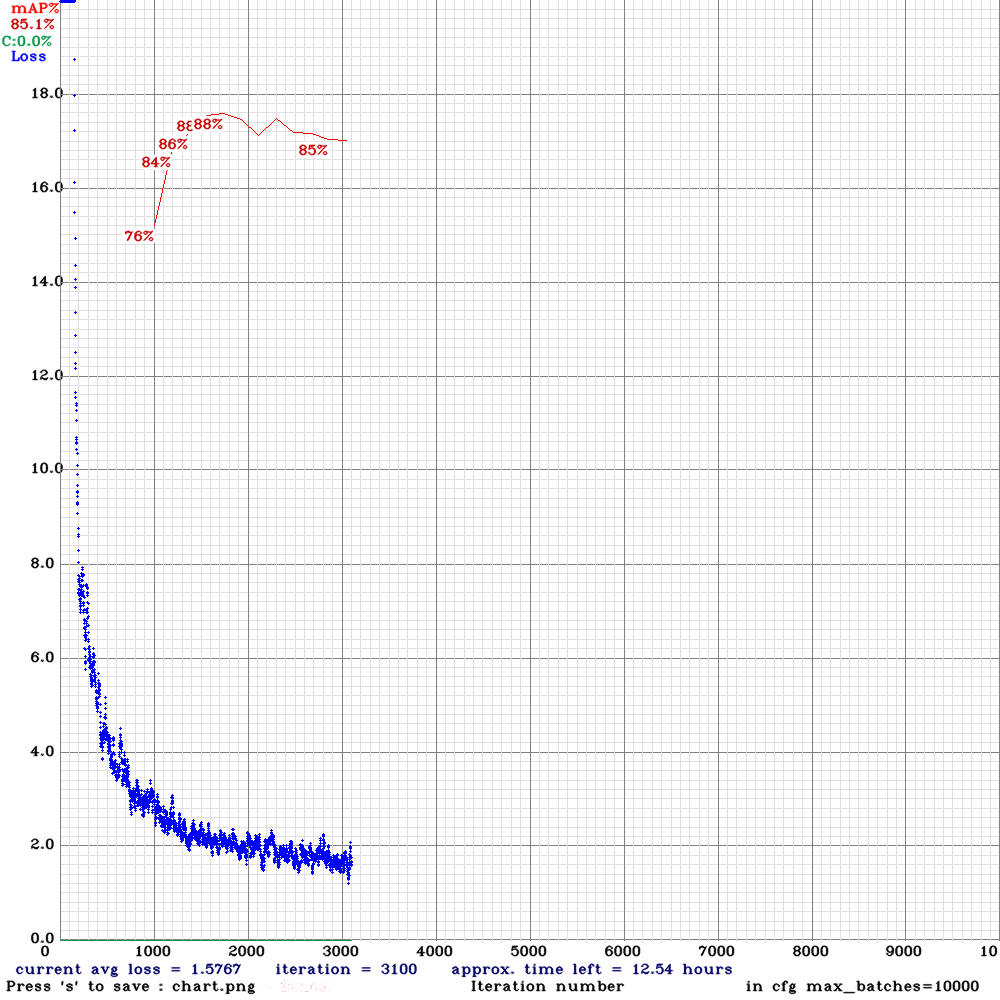 mAP%
85.1%
C:0.0%
Loss
18.0
88 88%
86%
85%
84%
16.0
76%
14.0
12.0
10.0
8.0
6.0
4.0
2.0
0.0
0 1000 2000 3000 4000 5000 6000 7000 8000 9000 10
current avg loss = 1.5767 iteration = 3100 approx. time left = 12.54 hours
Press 's' to save : chart.png Iteration number in cfg max_batches=10000